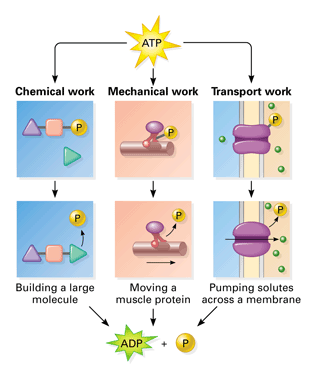 ATP
Chemical work
Mechanical work
Transport work
P
P
P
P
P
P
Building a large
molecule
Moving a
muscle protein
Pumping solutes
across a membrane
ADP + P